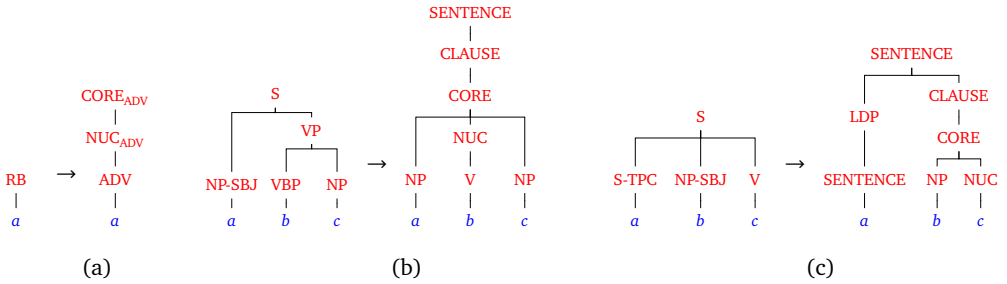 SENTENCE
CLAUSE SENTENCE
CORE_ADV S CORE CLAUSE
NUC_ADV VP NUC S LDP CORE
RB → ADV NP-SBJ VBP NP → NP V NP S-TPC NP-SBJ V → SENTENCE NP NUC
a a a b c a b c a b c a b c
(a) (b) (c)